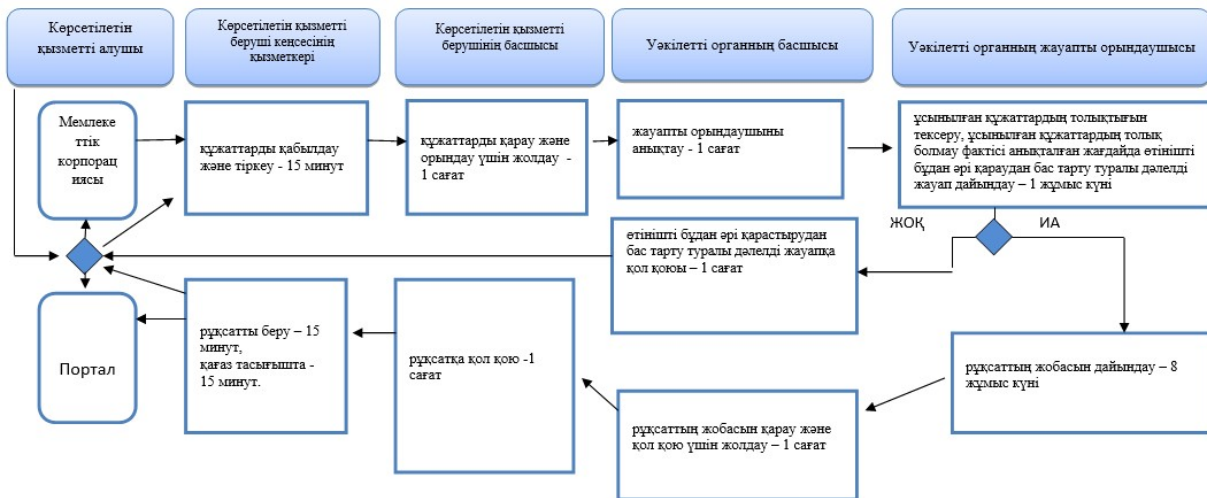 Көрсетілетін
қызметті алушы
Көрсетілетін қызметті
беруші кеңсесінің
қызметкері
Көрсетілетін қызметті
берушінің басшысы
Уәкілетті органның басшысы
Уәкілетті органның жауапты орындаушысы
Мемлеке
ттік
корпорац
иясы
құжаттарды қабылдау
және тіркеу - 15 минут
құжаттарды қарау және
орындау үшін жолдау -
1 сағат
жауапты орындаушыны
анықтау - 1 сағат
ұсынылған құжаттардың толықтығын
тексеру, ұсынылған құжаттардың толық
болмау фактісі анықталған жағдайда өтінішті
бұдан әрі қараудан бас тарту туралы дәлелді
жауап дайындау – 1 жұмыс күні
ЖОҚ
ИА
өтінішті бұдан әрі қарастырудан
бас тарту туралы дәлелді жауапқа
қол қоюы – 1 сағат
Портал
рұқсатты беру – 15
минут,
қағаз тасығышта -
15 минут.
рұқсатқа қол қою -1
сағат
рұқсаттың жобасын қарау және
қол қою үшін жолдау – 1 сағат
рұқсаттың жобасын дайындау – 8
жұмыс күні